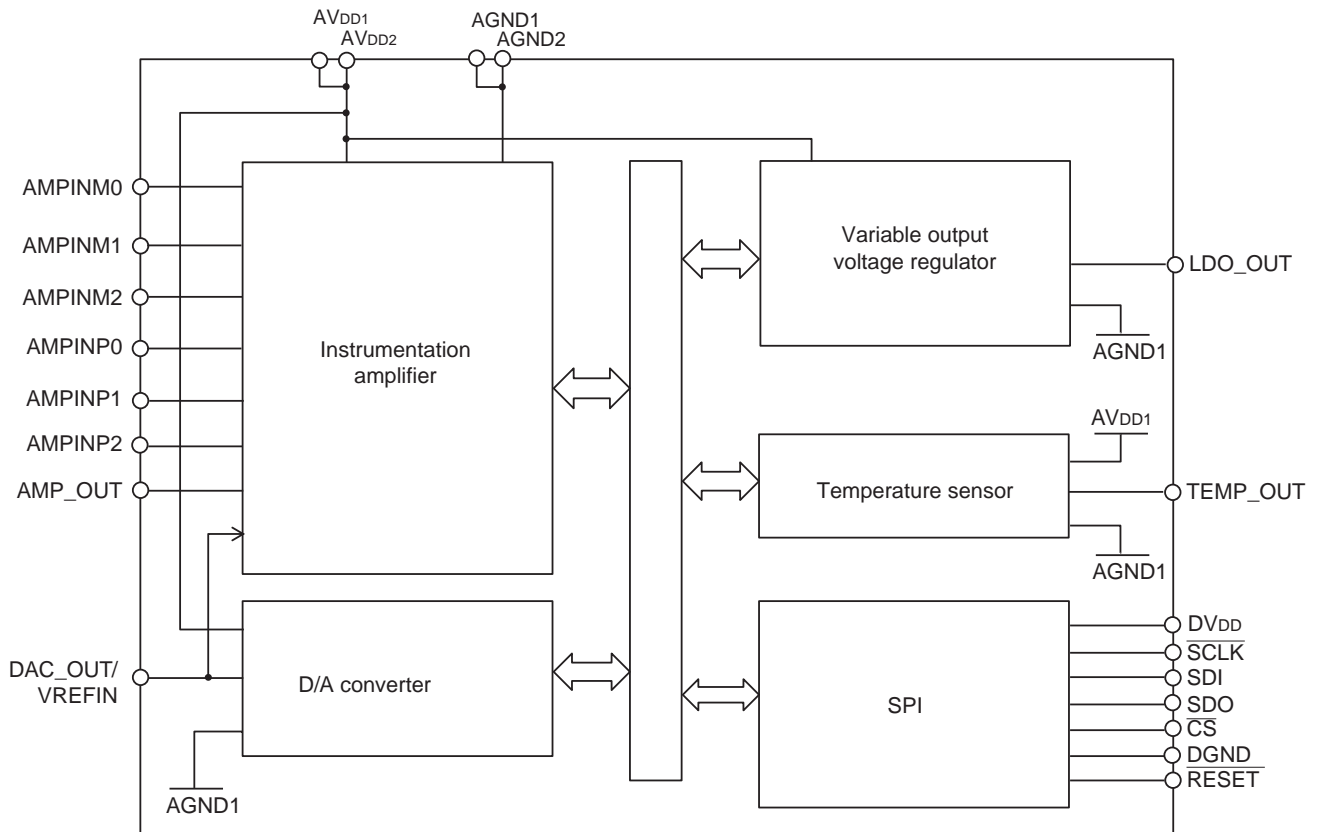 AVDD1
AVDD2
AGND1
AGND2
AMPINM0
AMPINM1
AMPINM2
AMPINP0
AMPINP1
AMPINP2
AMP_OUT
DAC_OUT/
VREFIN
Instrumentation
amplifier
D/A converter
AGND1
Variable output
voltage regulator
LDO_OUT
AGND1
AVDD1
Temperature sensor
TEMP_OUT
AGND1
SPI
DVDD
SCLK
SDI
SDO
CS
DGND
RESET